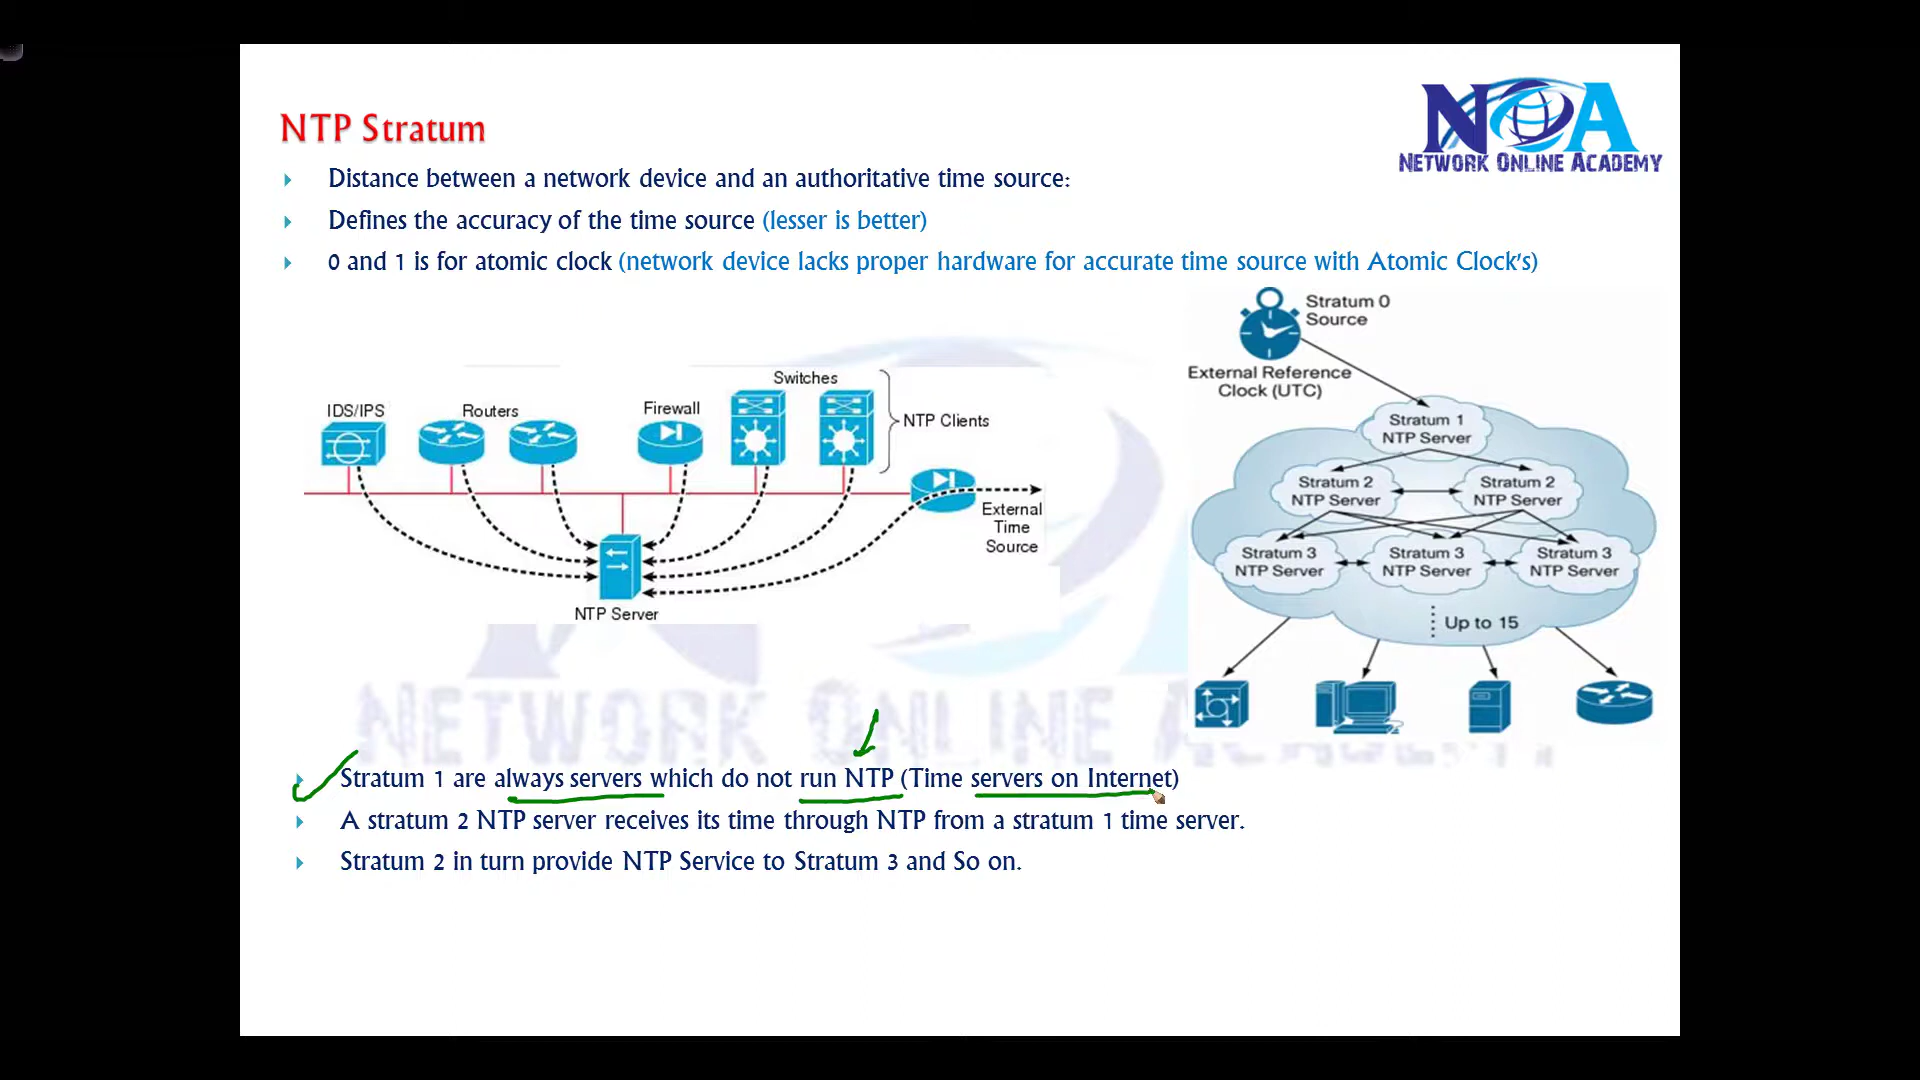 NOA
NETWORK ONLINE ACADEMY
NTP Stratum
Distance between a network device and an authoritative time source:
Defines the accuracy of the time source (lesser is better)
0 and 1 is for atomic clock (network device lacks proper hardware for accurate time source with Atomic Clock's)
Switches
IDS/IPS
Routers
Firewall
NTP Clients
External
Time
Source
NTP Server
Stratum 0
Source
External Reference
Clock (UTC)
Stratum 1
NTP Server
Stratum 2
NTP Server
Stratum 2
NTP Server
Stratum 3
NTP Server
Stratum 3
NTP Server
Stratum 3
NTP Server
Up to 15
NETWORK ONLINE ACADEMY
Stratum 1 are always servers which do not run NTP (Time servers on Internet)
A stratum 2 NTP server receives its time through NTP from a stratum 1 time server.
Stratum 2 in turn provide NTP Service to Stratum 3 and So on.